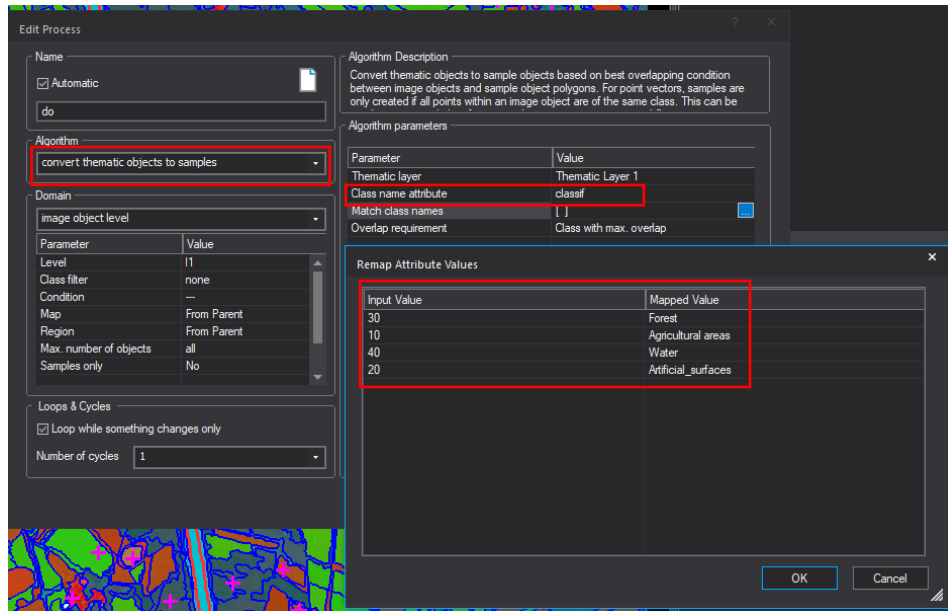 Edit Process
? ×
Name
Automatic
do
Algorithm
convert thematic objects to samples
Domain
image object level
Parameter Value
Level l1
Class filter none
Condition ---
Map From Parent
Region From Parent
Max. number of objects all
Samples only No
Loops & Cycles
Loop while something changes only
Number of cycles 1
Algorithm Description
Convert thematic objects to sample objects based on best overlapping condition
between image objects and sample object polygons. For point vectors, samples are
only created if all points within an image object are of the same class. This can be
Algorithm parameters
Parameter Value
Thematic layer Thematic Layer 1
Class name attribute classif
Match class names [ ] ...
Overlap requirement Class with max. overlap
Remap Attribute Values ×
Input Value Mapped Value
30 Forest
10 Agricultural areas
40 Water
20 Artificial_surfaces
OK Cancel